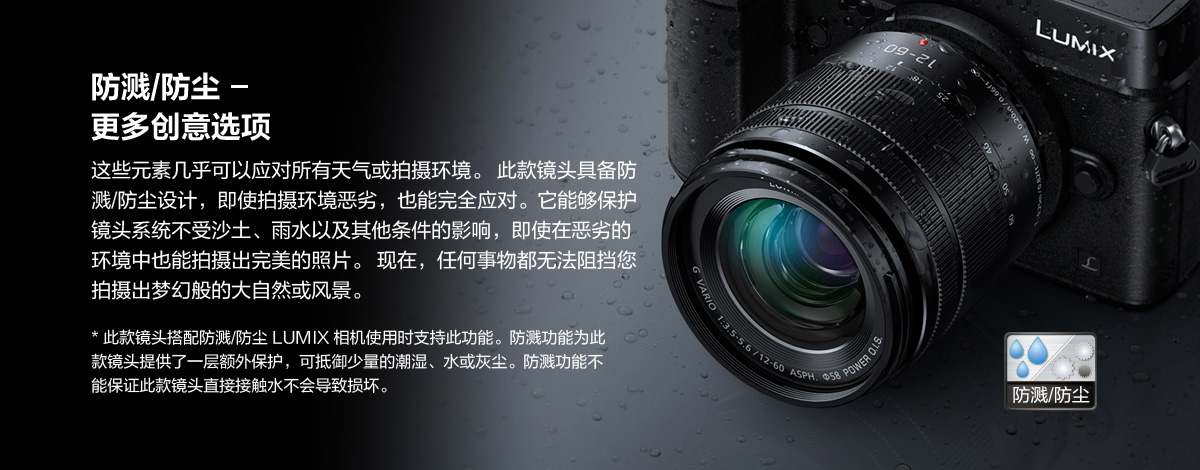 防溅/防尘 –
更多创意选项
这些元素几乎可以应对所有天气或拍摄环境。 此款镜头具备防
溅/防尘设计，即使拍摄环境恶劣，也能完全应对。它能够保护
镜头系统不受沙土、雨水以及其他条件的影响，即使在恶劣的
环境中也能拍摄出完美的照片。 现在，任何事物都无法阻挡您
拍摄出梦幻般的大自然或风景。
* 此款镜头搭配防溅/防尘 LUMIX 相机使用时支持此功能。防溅功能为此
款镜头提供了一层额外保护，可抵御少量的潮湿、水或灰尘。防溅功能不
能保证此款镜头直接接触水不会导致损坏。
LUMIX
12-60
12
18
25
G VARIO 1:3.5-5.6 / 12-60 ASPH. Φ58 POWER O.I.S.
防溅/防尘